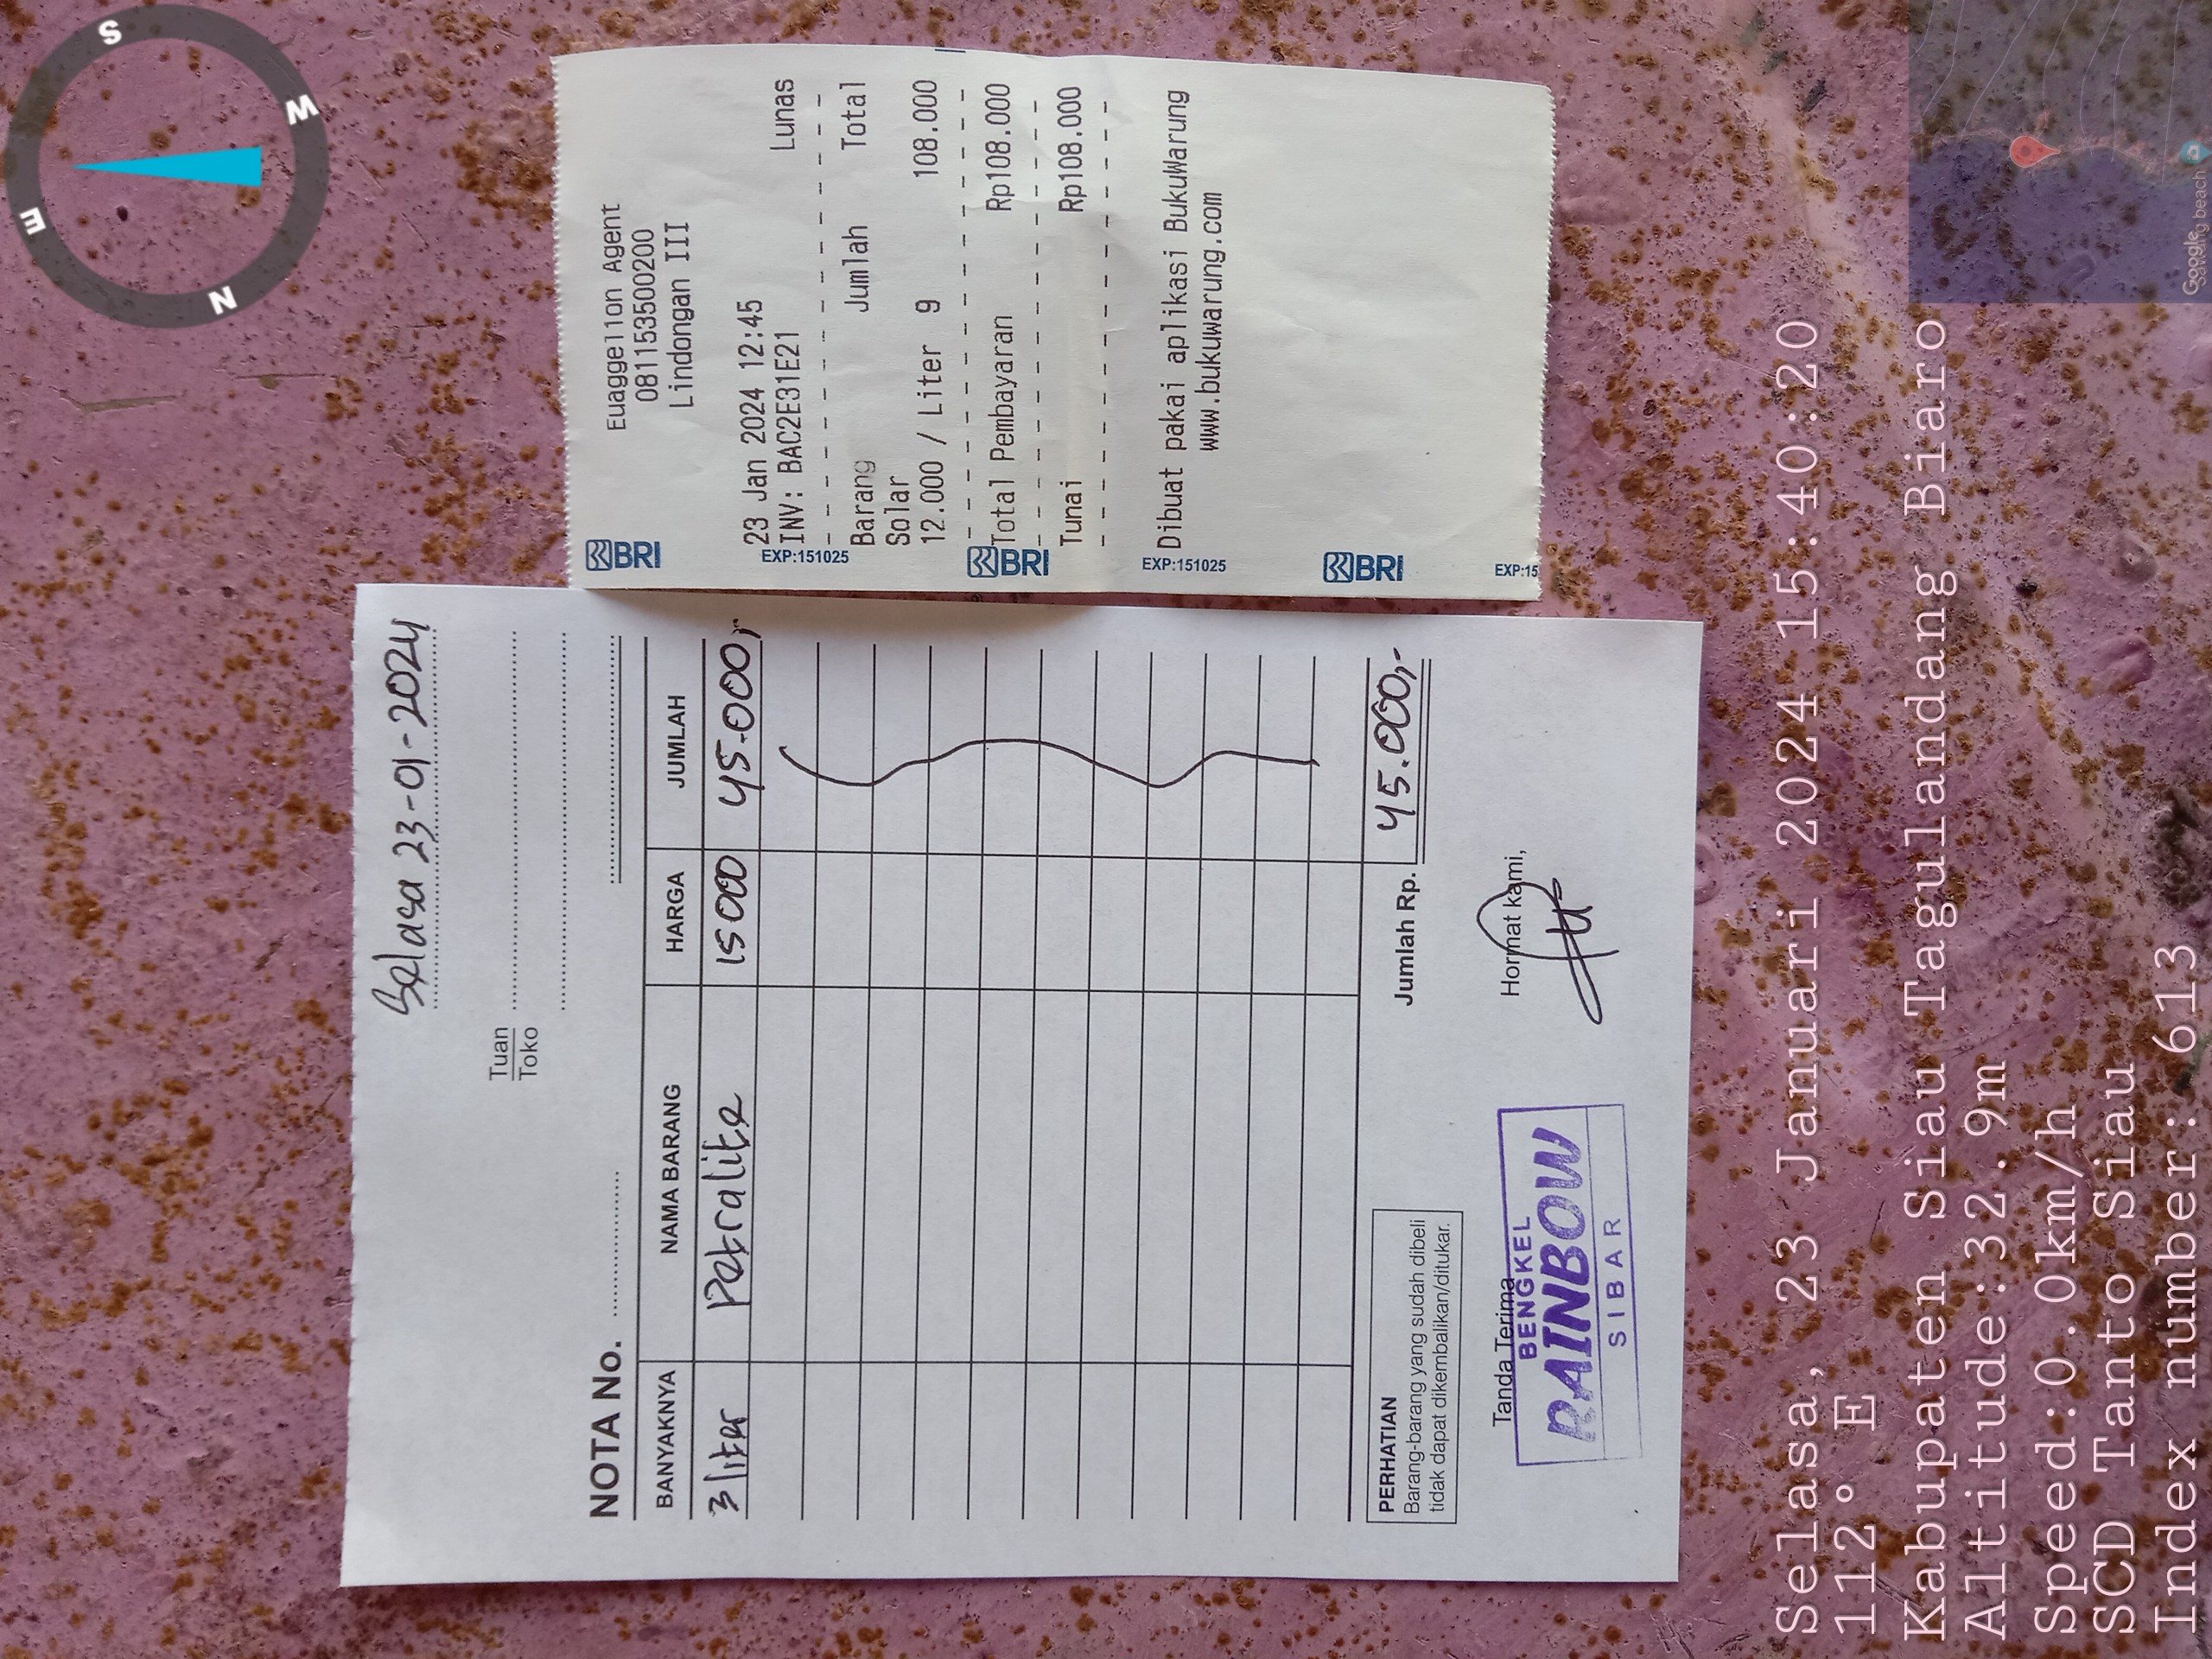 Selasa 23-01-2024
Tuan
Toko
NOTA No.
BANYAKNYA NAMA BARANG HARGA JUMLAH
3 liter Petralite 15000 45.000,-
PERHATIAN
Barang-barang yang sudah dibeli
tidak dapat dikembalikan/ditukar.
Jumlah Rp. 45.000,-
Tanda Terima Hormat kami,
BENGKEL
RAINBOW
SIBAR
BRI
Euaggelion Agent
081153500200
Lindongan III
23 Jan 2024 12:45
INV: BAC2E31E21 Lunas
EXP:151025
Barang Jumlah Total
Solar
12.000 / Liter 9 108.000
BRI
Total Pembayaran Rp108.000
Tunai Rp108.000
EXP:151025
Dibuat pakai aplikasi BukuWarung
www.bukuwarung.com
BRI
EXP:15
S
W
E
N
Selasa, 23 Januari 2024 15:40:20
112° E
Kabupaten Siau Tagulandang Biaro
Altitude:32.9m
Speed:0.0km/h
SCD Tanto Siau
Index number: 613
Google
beach